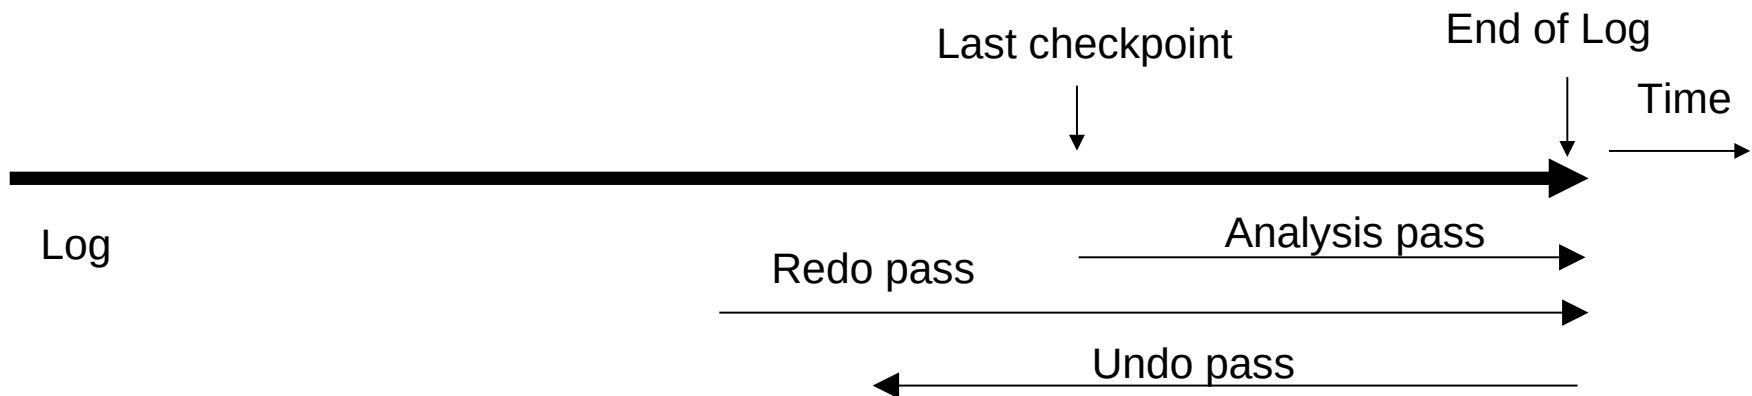 End of Log
Last checkpoint
Time
Log
Analysis pass
Redo pass
Undo pass